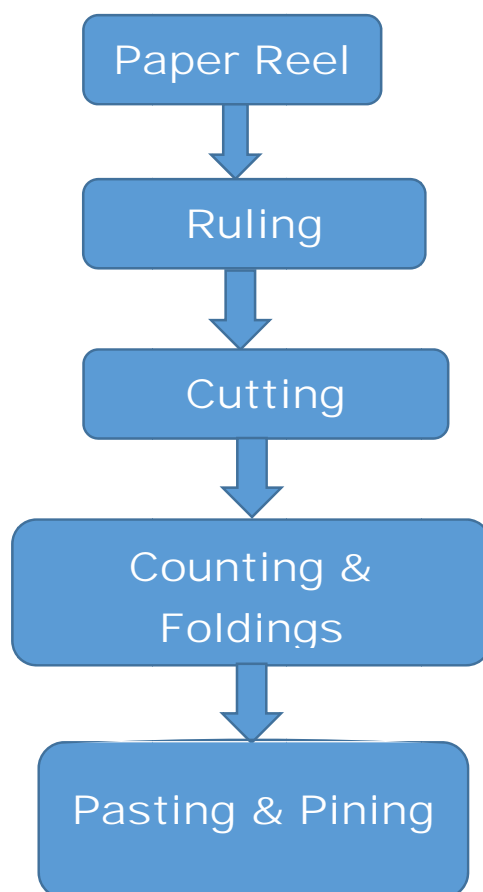 Paper Reel
Ruling
Cutting
Counting &
Foldings
Pasting & Pining